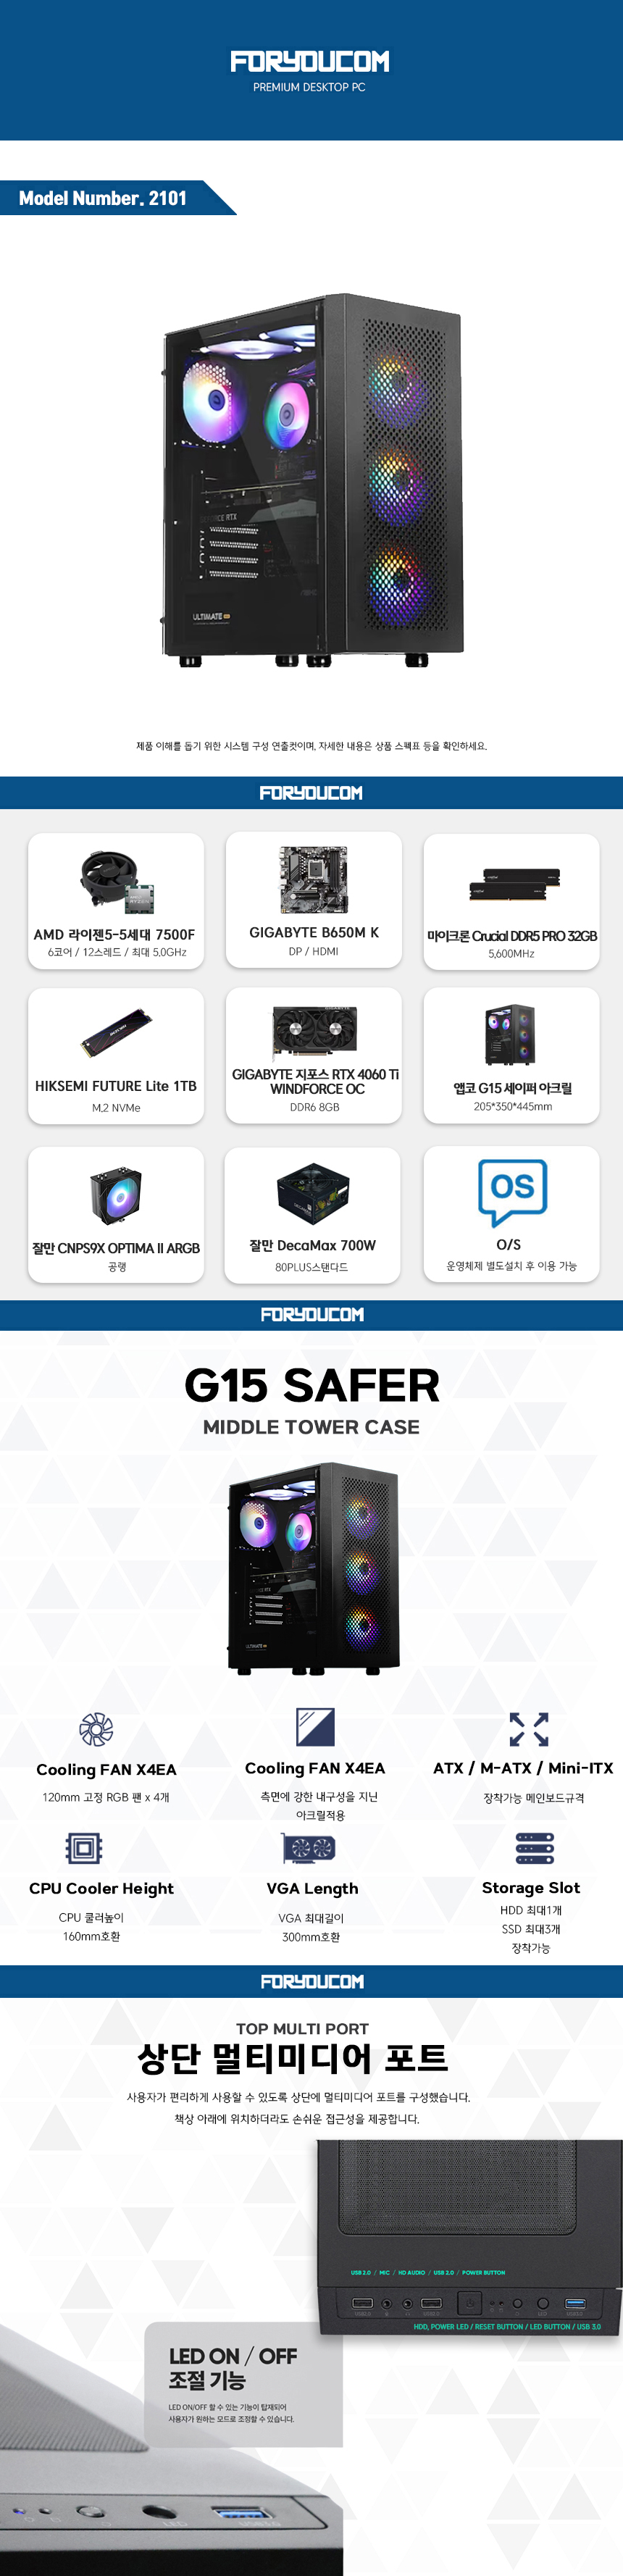 FORYOUCOM
PREMIUM DESKTOP PC
Model Number. 2101
GEFORCE RTX
ULTIMATE
제품 이해를 돕기 위한 시스템 구성 연출컷이며, 자세한 내용은 상품 스펙표 등을 확인하세요.
FORYOUCOM
AMD 라이젠5-5세대 7500F
6코어 / 12스레드 / 최대 5.0GHz
GIGABYTE B650M K
DP / HDMI
마이크론 Crucial DDR5 PRO 32GB
5,600MHz
HIKSEMI FUTURE Lite 1TB
M.2 NVMe
GIGABYTE 지포스 RTX 4060 Ti
WINDFORCE OC
DDR6 8GB
앱코 G15 세이퍼 아크릴
205*350*445mm
잘만 CNPS9X OPTIMA II ARGB
공랭
잘만 DecaMax 700W
80PLUS스탠다드
OS
O/S
운영체제 별도설치 후 이용 가능
FORYOUCOM
G15 SAFER
MIDDLE TOWER CASE
ULTIMATE
Cooling FAN X4EA
120mm 고정 RGB 팬 x 4개
Cooling FAN X4EA
측면에 강한 내구성을 지닌
아크릴적용
ATX / M-ATX / Mini-ITX
장착가능 메인보드규격
CPU Cooler Height
CPU 쿨러높이
160mm호환
VGA Length
VGA 최대길이
300mm호환
Storage Slot
HDD 최대1개
SSD 최대3개
장착가능
FORYOUCOM
TOP MULTI PORT
상단 멀티미디어 포트
사용자가 편리하게 사용할 수 있도록 상단에 멀티미디어 포트를 구성했습니다.
책상 아래에 위치하더라도 손쉬운 접근성을 제공합니다.
USB 2.0 / MIC / HD AUDIO / USB 2.0 / POWER BUTTON
HDD, POWER LED / RESET BUTTON / LED BUTTON / USB 3.0
LED ON / OFF
조절 기능
LED ON/OFF 할 수 있는 기능이 탑재되어
사용자가 원하는 모드로 조정할 수 있습니다.
LED
USB3.0